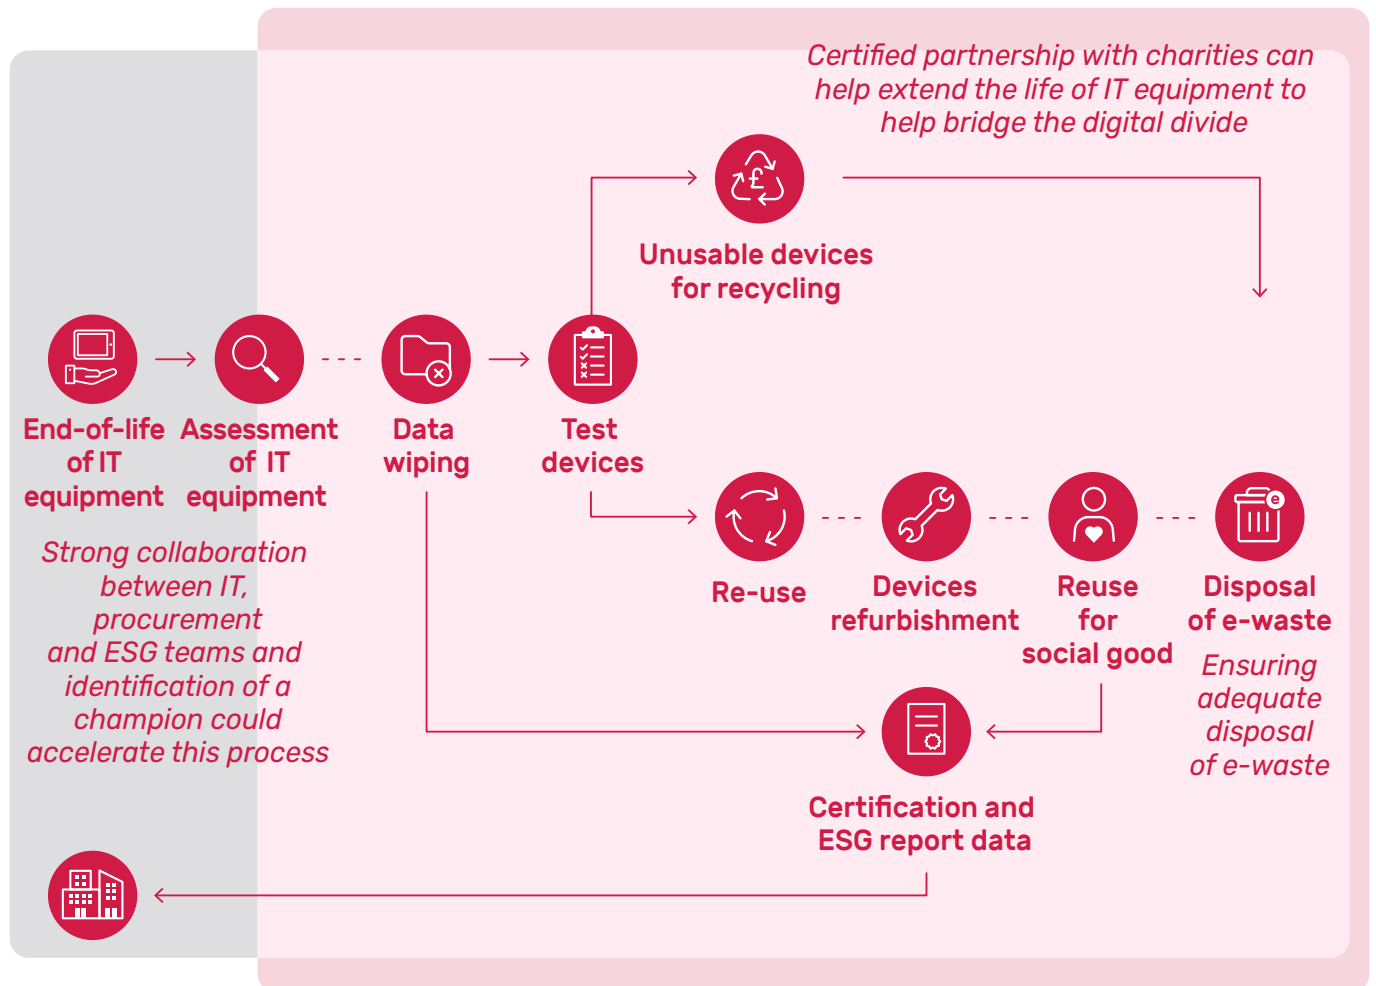 Certified partnership with charities can
help extend the life of IT equipment to
help bridge the digital divide
£
Unusable devices
for recycling
End-of-life
of IT
equipment
Assessment
of IT
equipment
Data
wiping
Test
devices
Strong collaboration
between IT,
procurement
and ESG teams and
identification of a
champion could
accelerate this process
Re-use
Devices
refurbishment
Reuse
for
social good
e
Disposal
of e-waste
Ensuring
adequate
disposal
of e-waste
Certification and
ESG report data